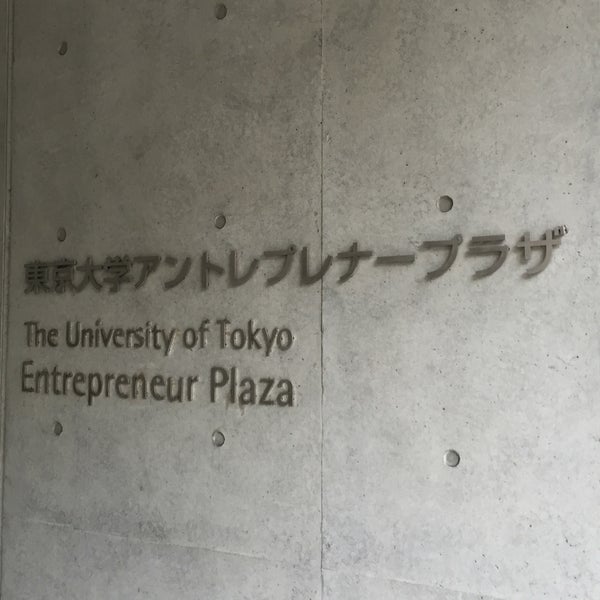 東京大学アントレプレナープラザ
The University of Tokyo
Entrepreneur Plaza